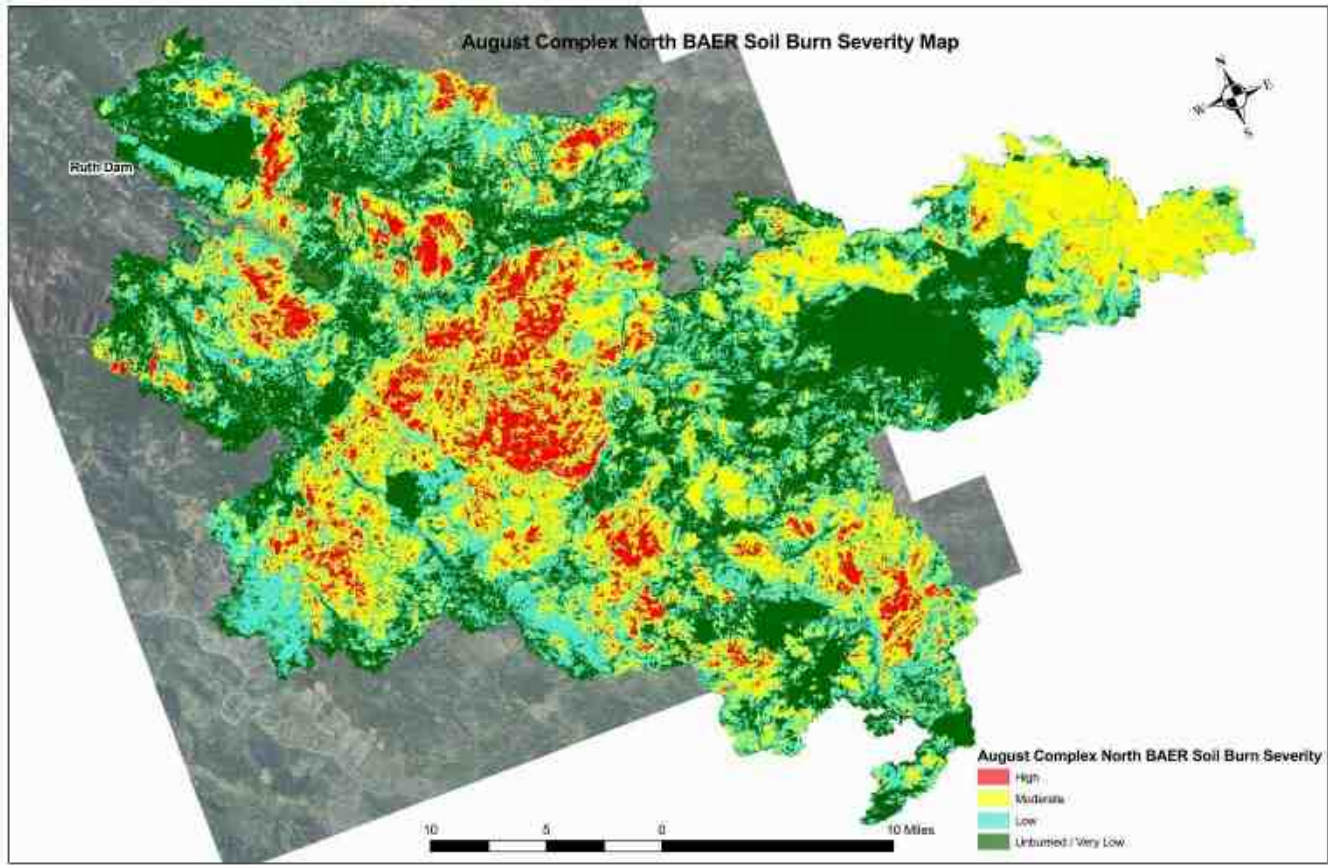 August Complex North BAER Soil Burn Severity Map
N
E
W
S
Ruth Dam
August Complex North BAER Soil Burn Severity
High
Moderate
Low
Unburned / Very Low
10 5 0 10 Miles